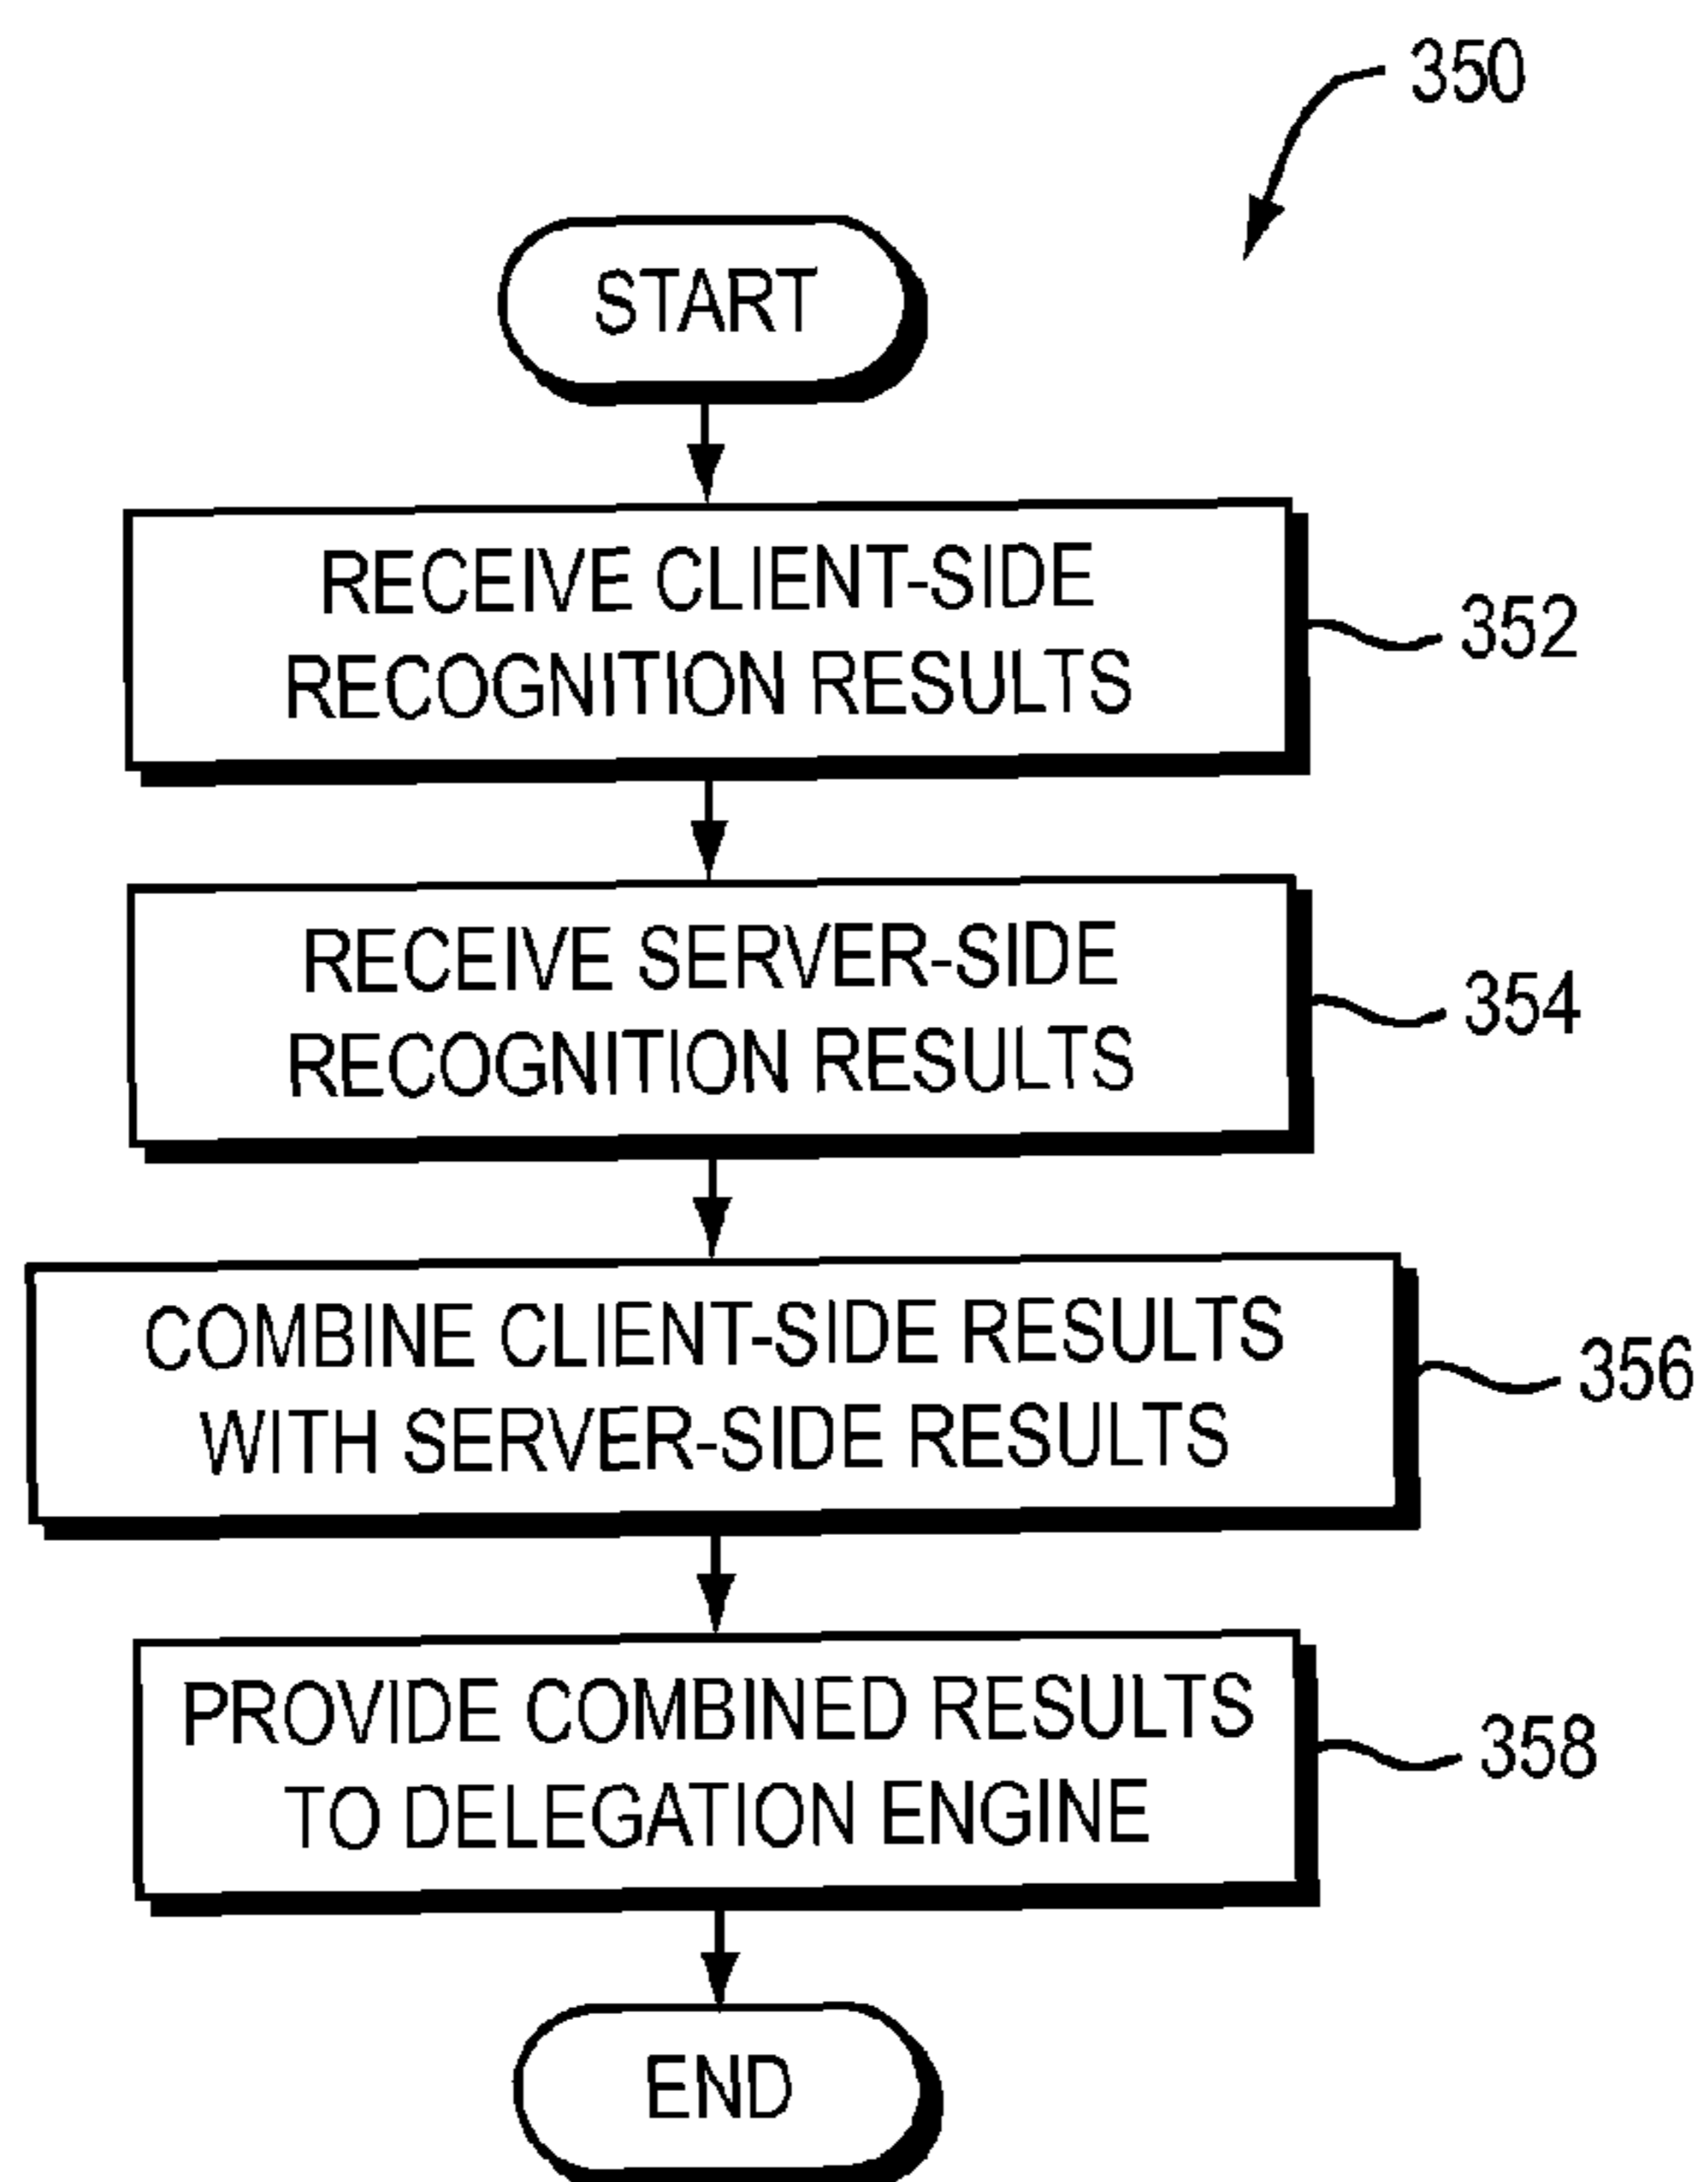 350
START
RECEIVE CLIENT-SIDE
RECOGNITION RESULTS
352
RECEIVE SERVER-SIDE
RECOGNITION RESULTS
354
COMBINE CLIENT-SIDE RESULTS
WITH SERVER-SIDE RESULTS
356
PROVIDE COMBINED RESULTS
TO DELEGATION ENGINE
358
END